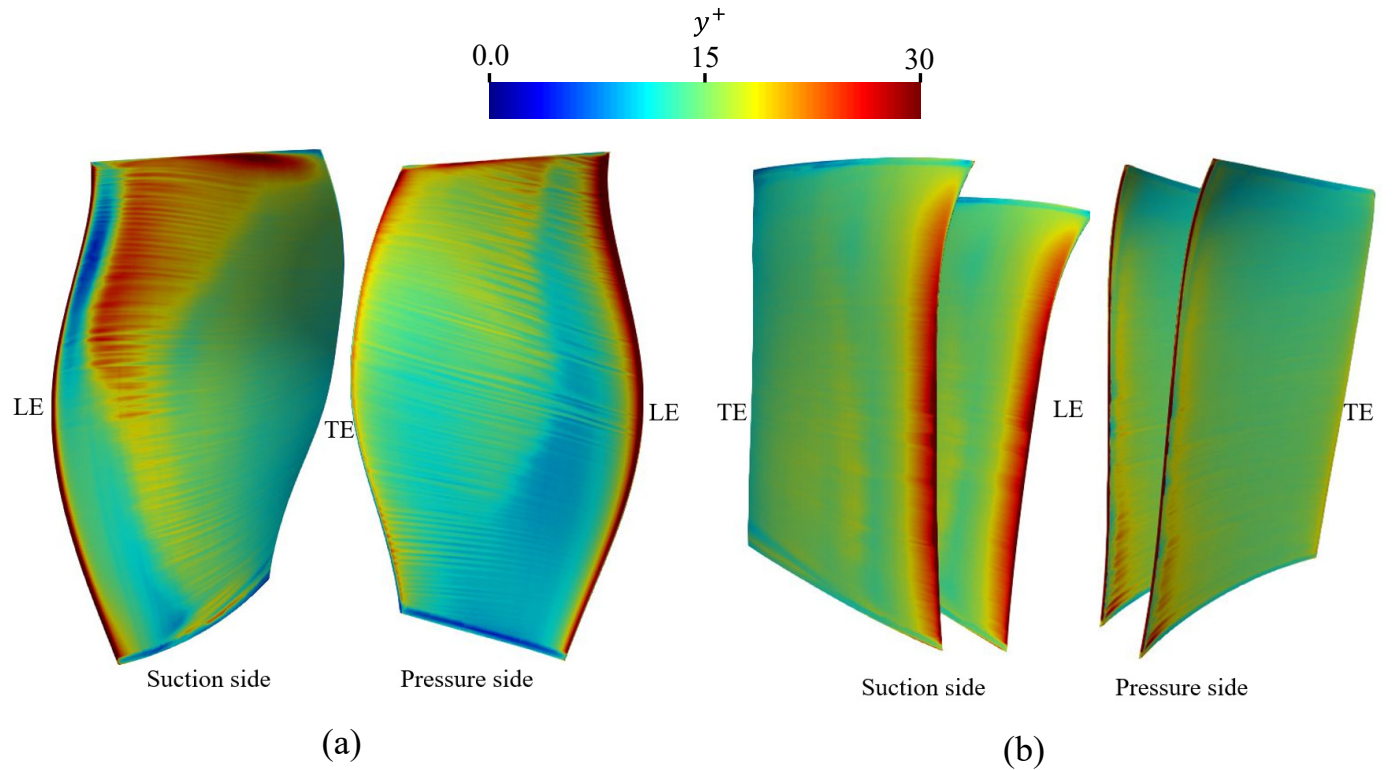 y⁺
0.0 15 30
LE TE LE TE LE TE
Suction side Pressure side Suction side Pressure side
(a) (b)